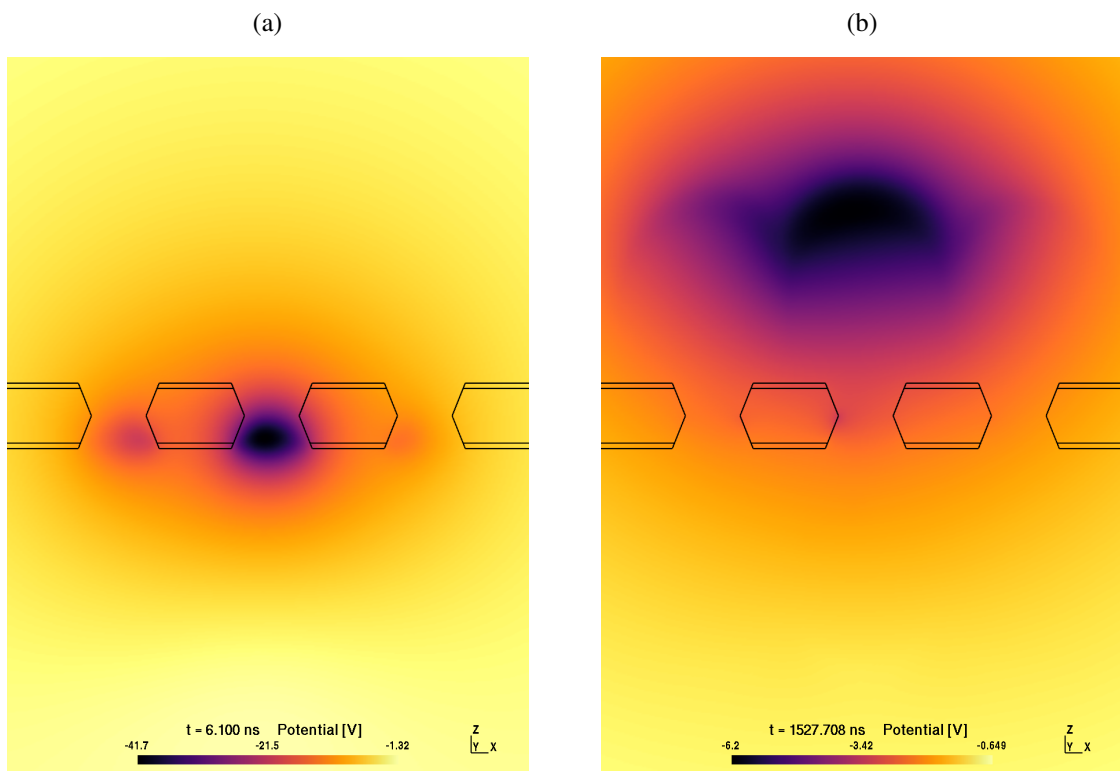 (a)
(b)
t = 6.100 ns Potential [V]
-41.7 -21.5 -1.32
Z
Y X
t = 1527.708 ns Potential [V]
-6.2 -3.42 -0.649
Z
Y X